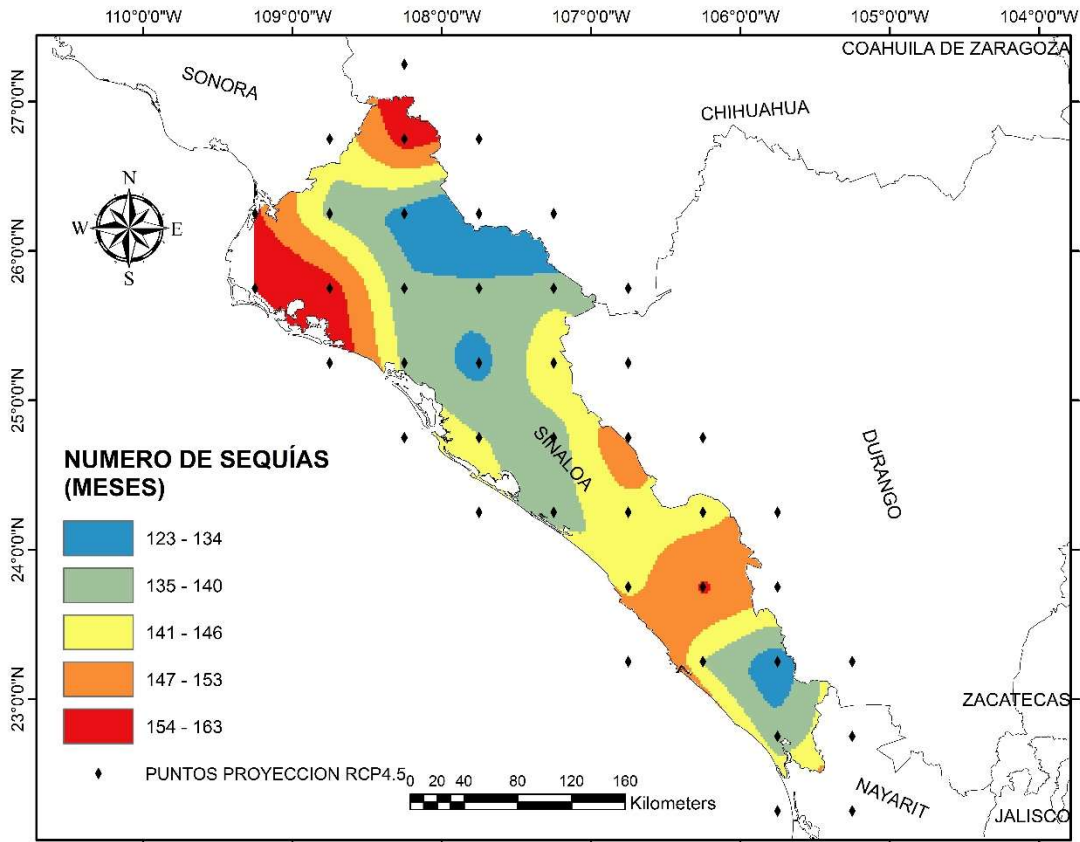 110°0'0"W 109°0'0"W 108°0'0"W 107°0'0"W 106°0'0"W 105°0'0"W 104°0'0"W
COAHUILA DE ZARAGOZA
SONORA
CHIHUAHUA
27°0'0"N
N
W E
S
26°0'0"N
25°0'0"N
SINALOA
DURANGO
NUMERO DE SEQUÍAS
(MESES)
123 - 134
24°0'0"N
135 - 140
141 - 146
147 - 153
23°0'0"N
ZACATECAS
154 - 163
PUNTOS PROYECCION RCP4.5
0 20 40 80 120 160
Kilometers
NAYARIT
JALISCO